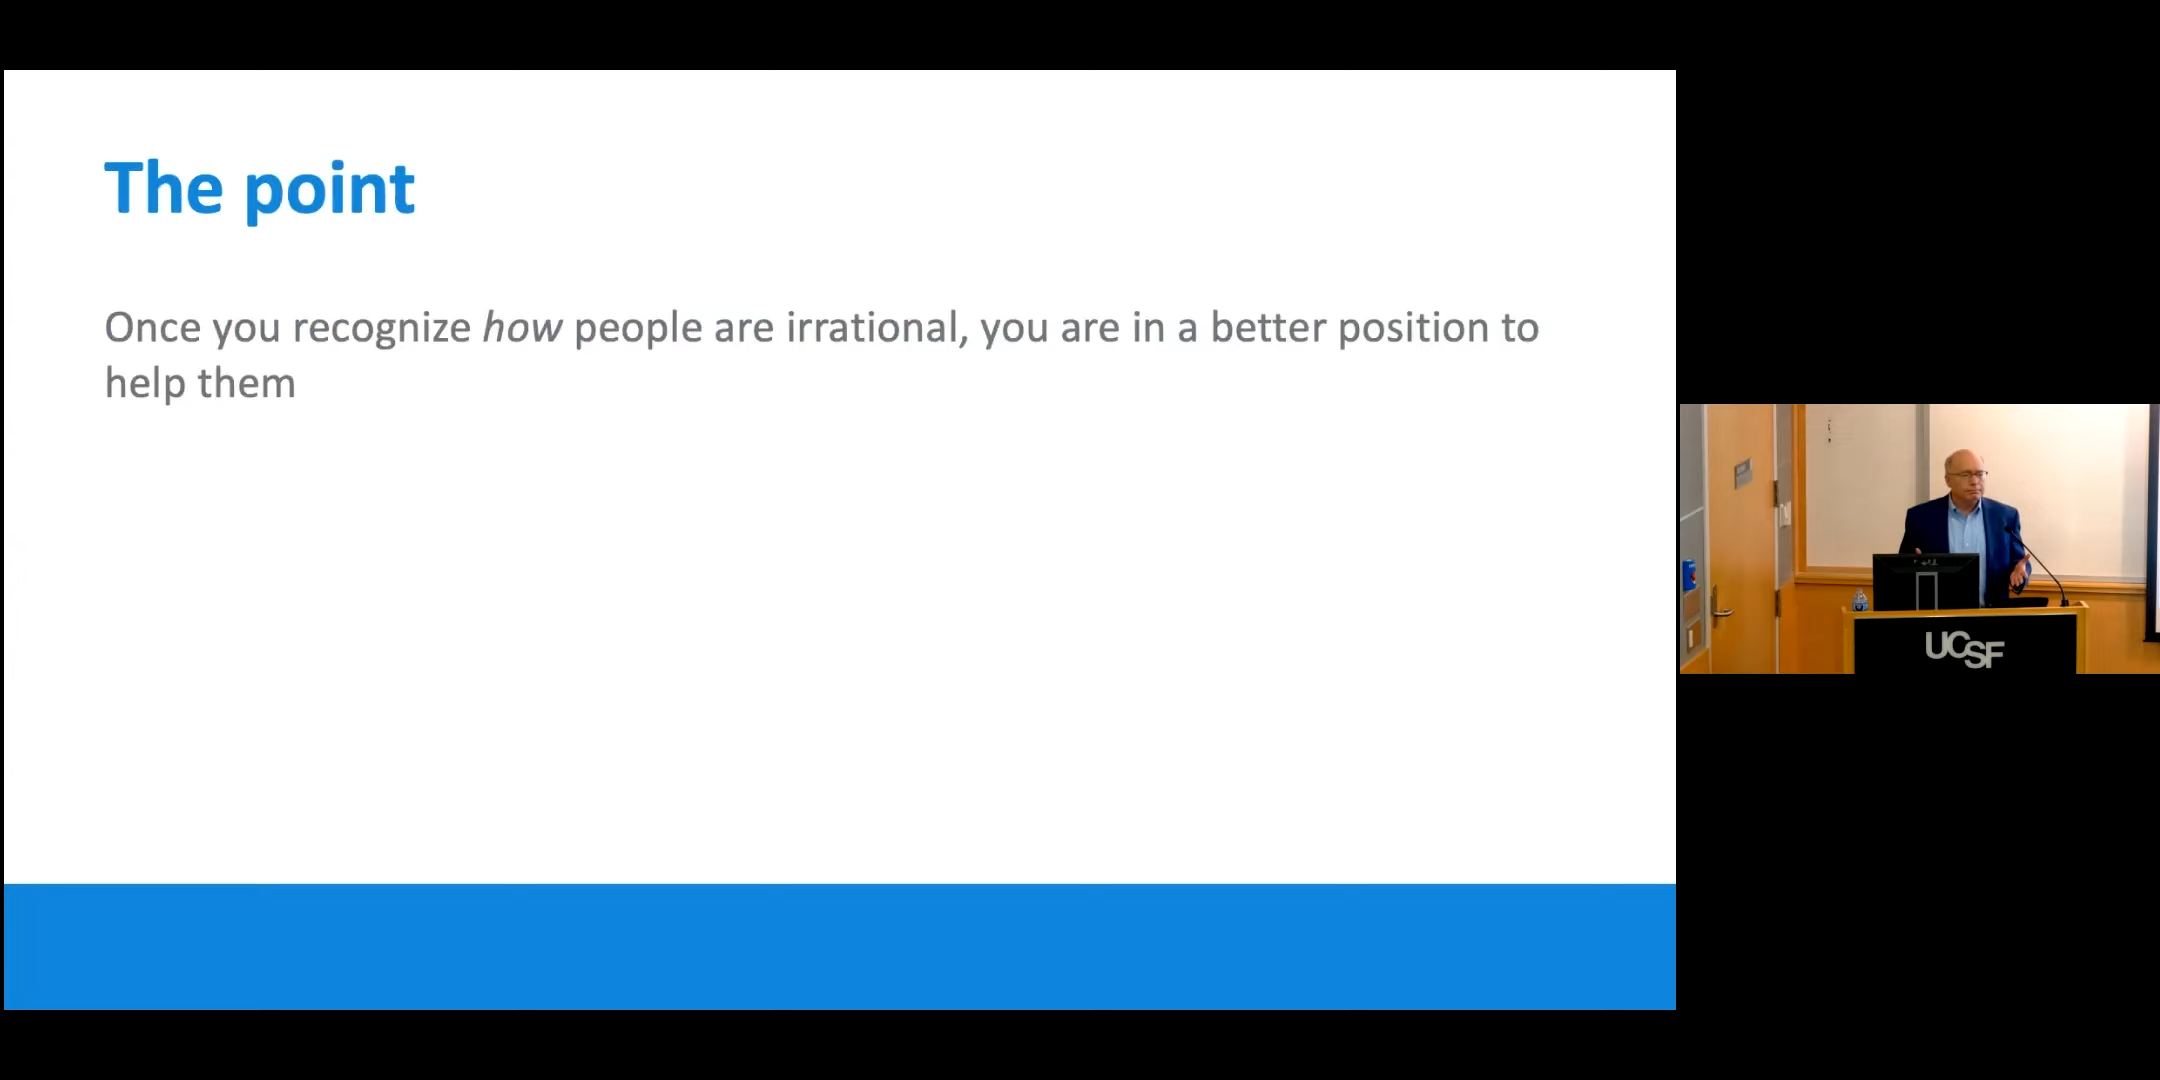 The point
Once you recognize how people are irrational, you are in a better position to
help them
UCSF